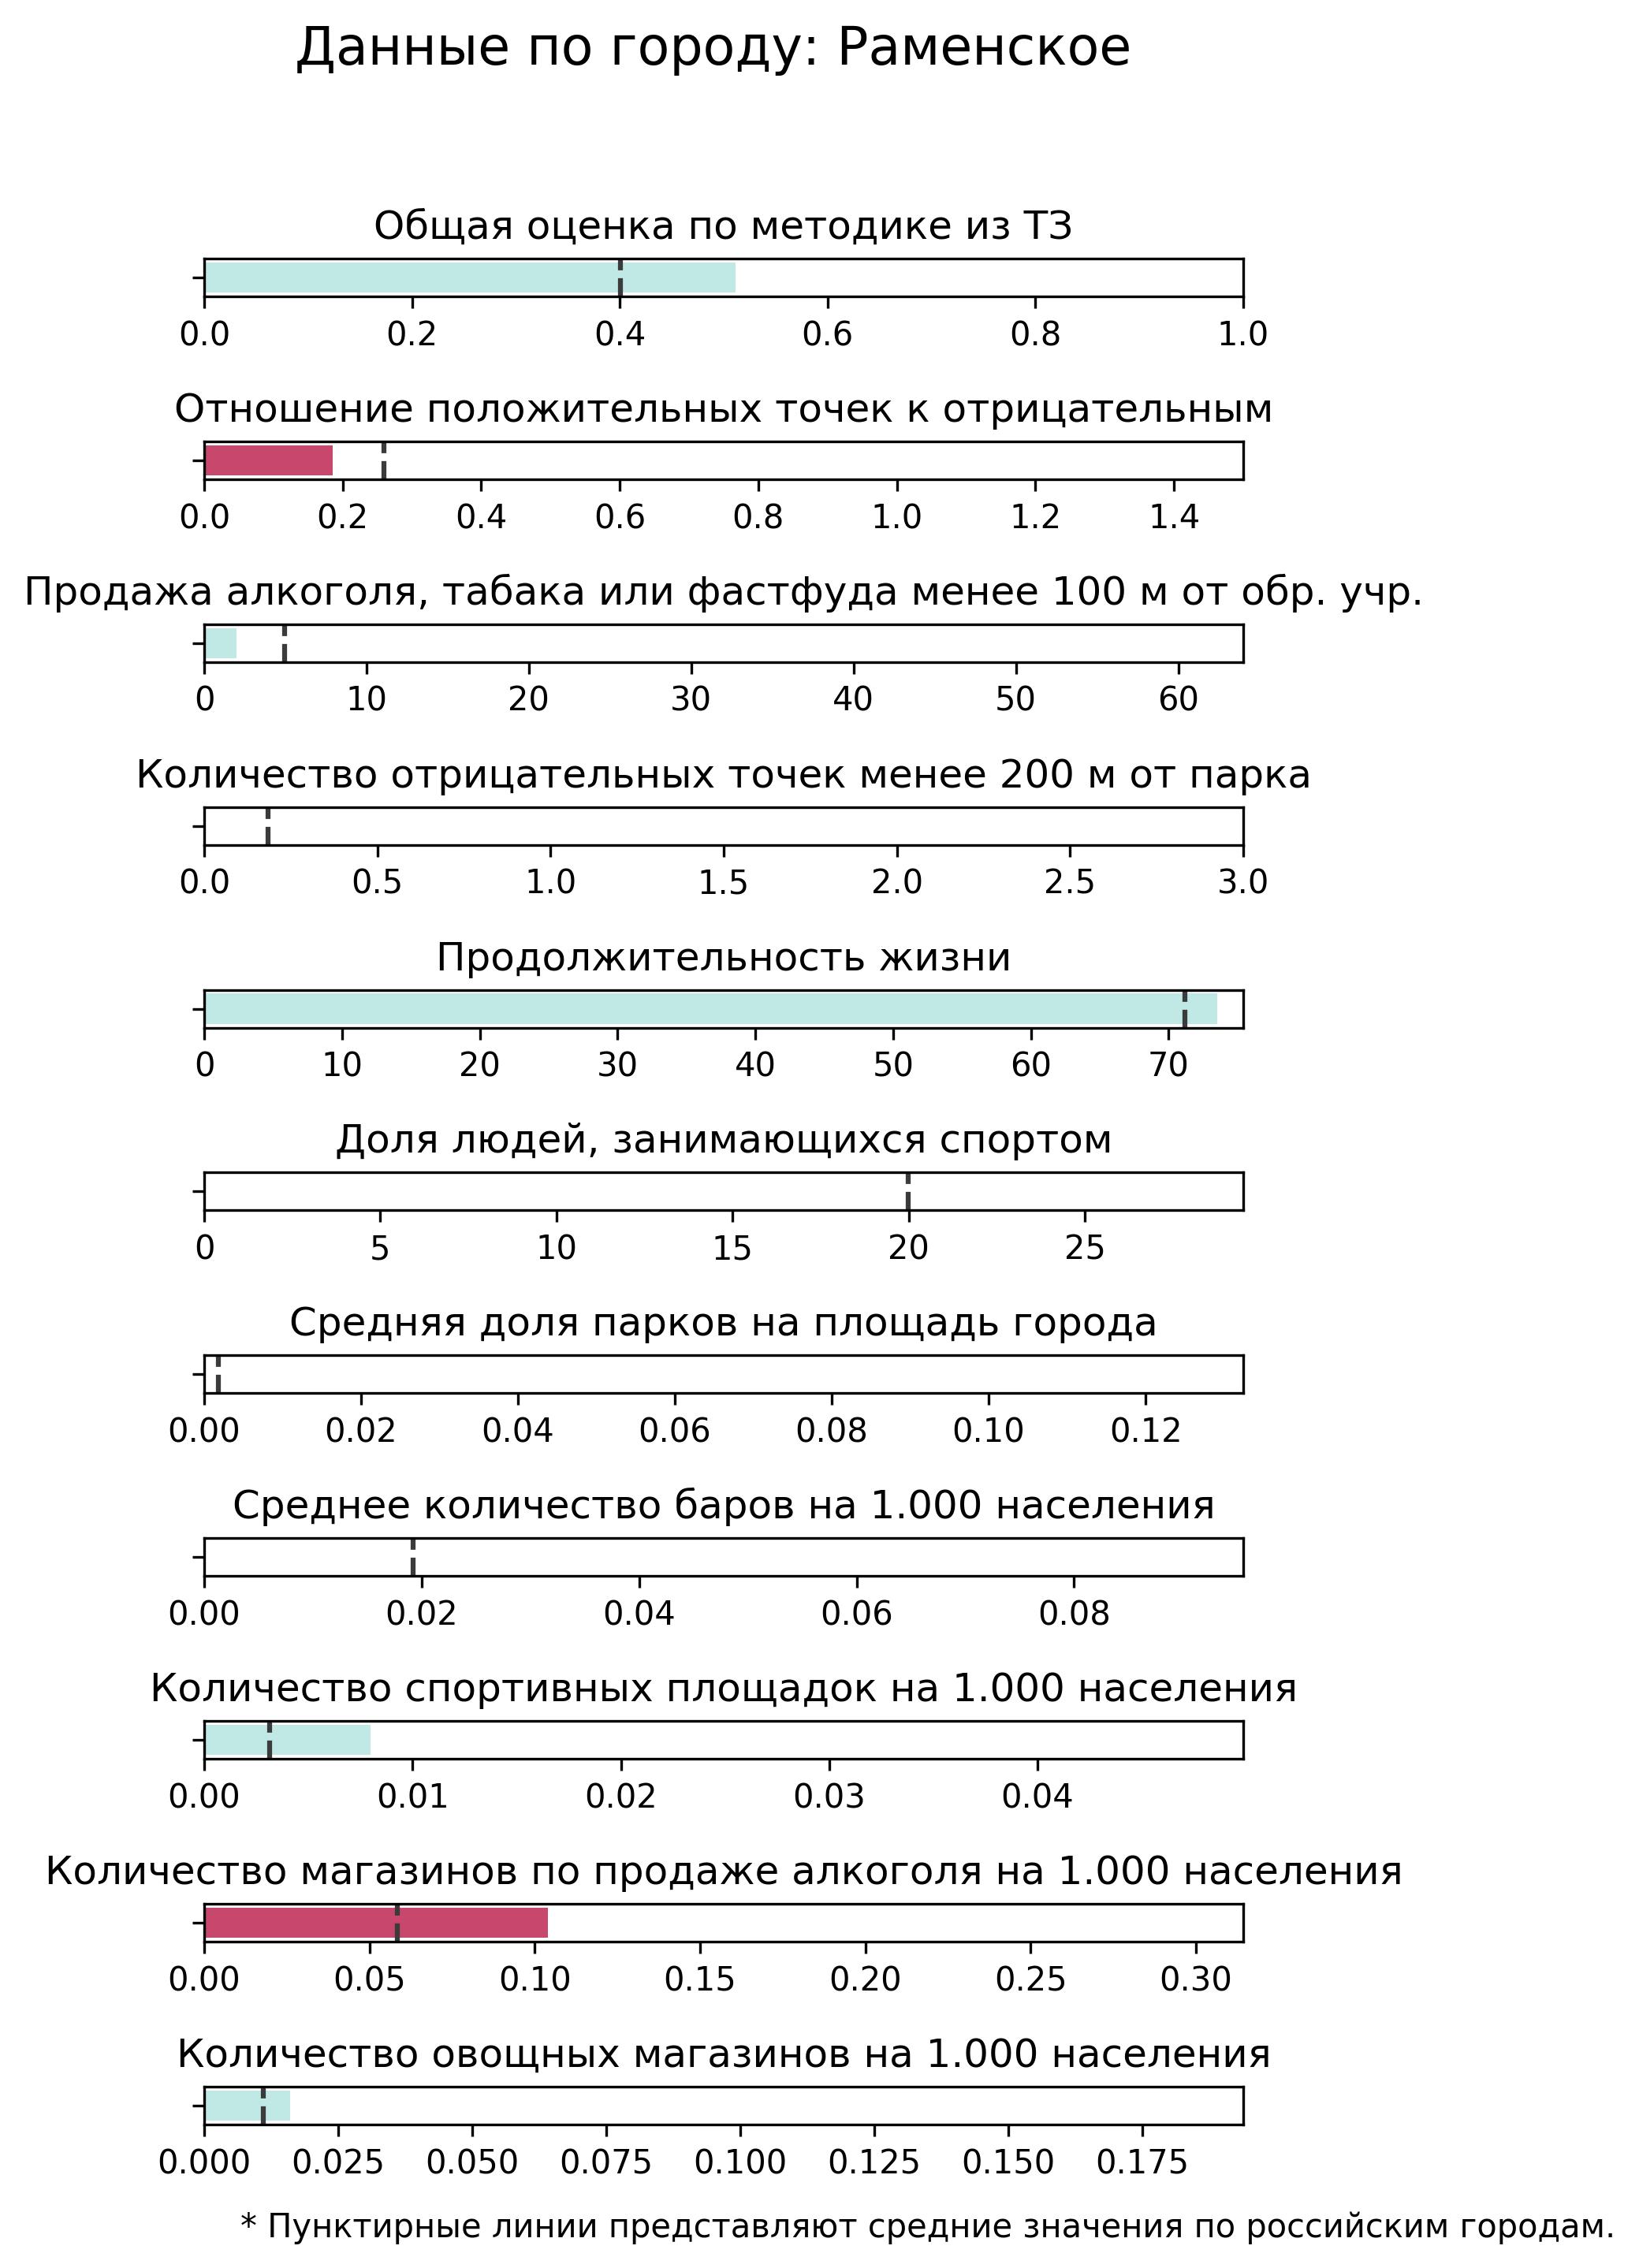 Данные по городу: Раменское
Общая оценка по методике из ТЗ
0.0 0.2 0.4 0.6 0.8 1.0
Отношение положительных точек к отрицательным
0.0 0.2 0.4 0.6 0.8 1.0 1.2 1.4
Продажа алкоголя, табака или фастфуда менее 100 м от обр. учр.
0 10 20 30 40 50 60
Количество отрицательных точек менее 200 м от парка
0.0 0.5 1.0 1.5 2.0 2.5 3.0
Продолжительность жизни
0 10 20 30 40 50 60 70
Доля людей, занимающихся спортом
0 5 10 15 20 25
Средняя доля парков на площадь города
0.00 0.02 0.04 0.06 0.08 0.10 0.12
Среднее количество баров на 1.000 населения
0.00 0.02 0.04 0.06 0.08
Количество спортивных площадок на 1.000 населения
0.00 0.01 0.02 0.03 0.04
Количество магазинов по продаже алкоголя на 1.000 населения
0.00 0.05 0.10 0.15 0.20 0.25 0.30
Количество овощных магазинов на 1.000 населения
0.000 0.025 0.050 0.075 0.100 0.125 0.150 0.175
* Пунктирные линии представляют средние значения по российским городам.